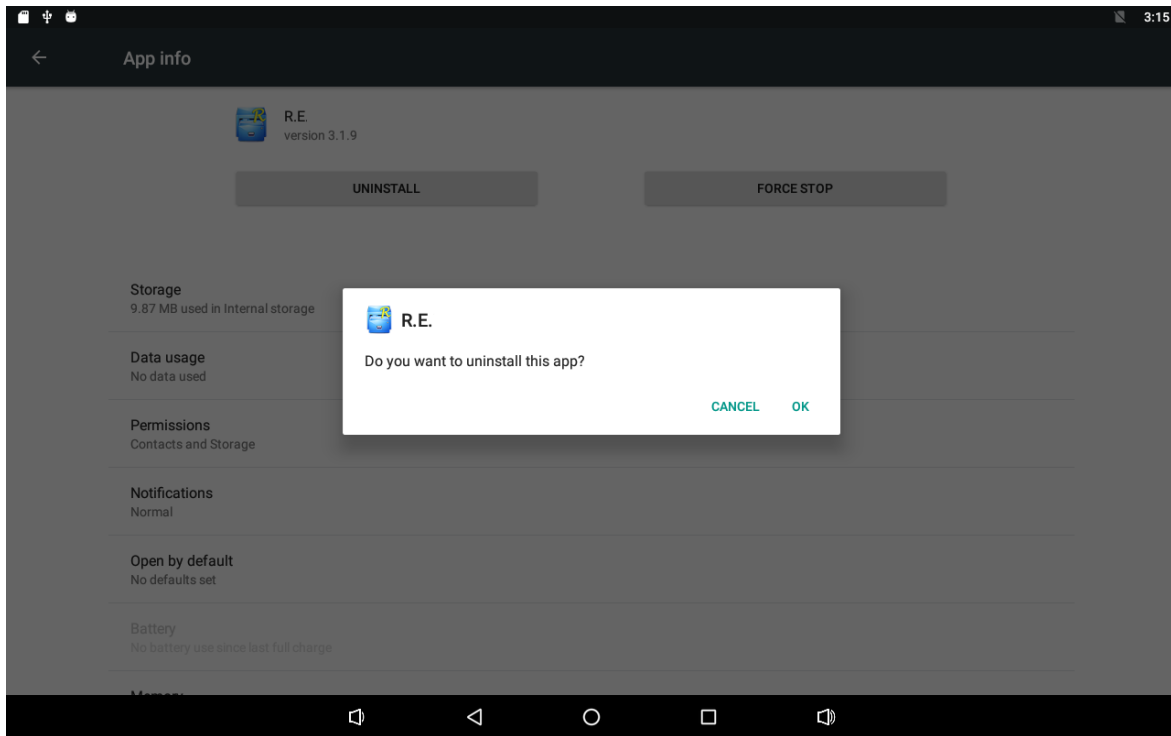 3:15
App info
R.E.
version 3.1.9
UNINSTALL
FORCE STOP
Storage
9.87 MB used in Internal storage
R.E.
Do you want to uninstall this app?
CANCEL
OK
Data usage
No data used
Permissions
Contacts and Storage
Notifications
Normal
Open by default
No defaults set
Battery
No battery use since last full charge